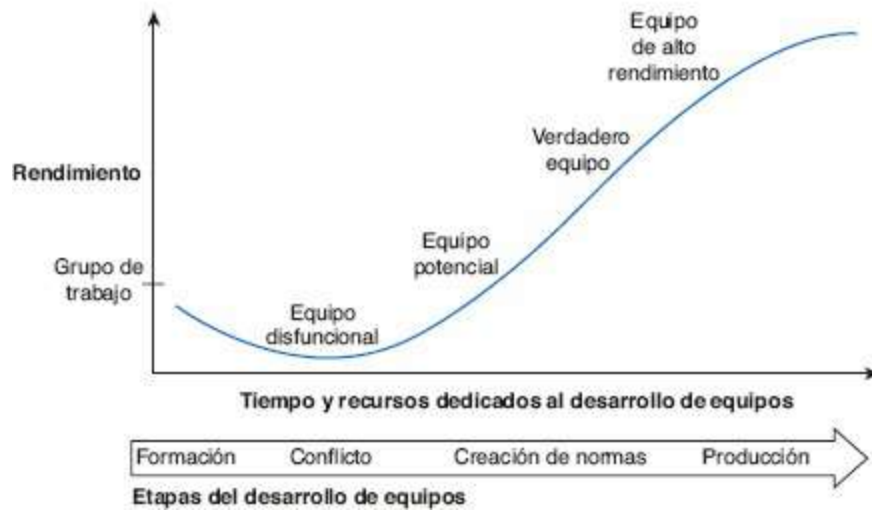 Equipo
de alto
rendimiento
Verdadero
equipo
Rendimiento
Equipo
potencial
Grupo de
trabajo
Equipo
disfuncional
Tiempo y recursos dedicados al desarrollo de equipos
Formación Conflicto Creación de normas Producción
Etapas del desarrollo de equipos